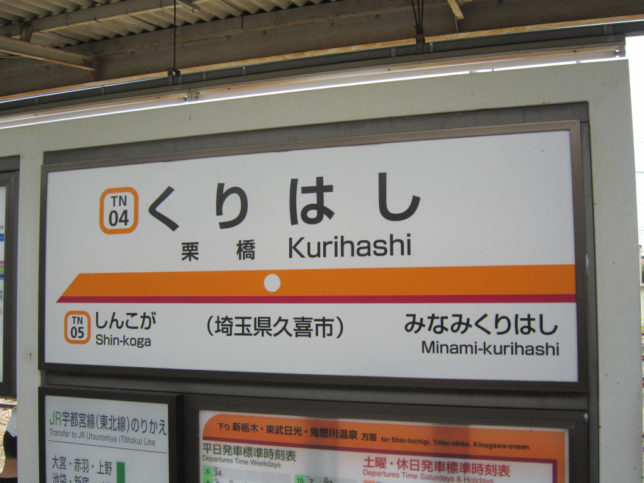 TN
04
くりはし
栗橋 Kurihashi
TN
05
しんこが
Shin-koga
(埼玉県久喜市)
みなみくりはし
Minami-kurihashi
JR宇都宮線(東北線)のりかえ
Transfer to JR Utsunomiya (Tōhoku) Line
大宮・赤羽・上野
下り 新栃木・東武日光・鬼怒川温泉 方面 for Shin-tochigi, Tobu-nikko, Kinugawa-onsen
平日発車標準時刻表
Departures Time Weekdays
土曜・休日発車標準時刻表
Departures Time Saturdays & Holidays
5 54